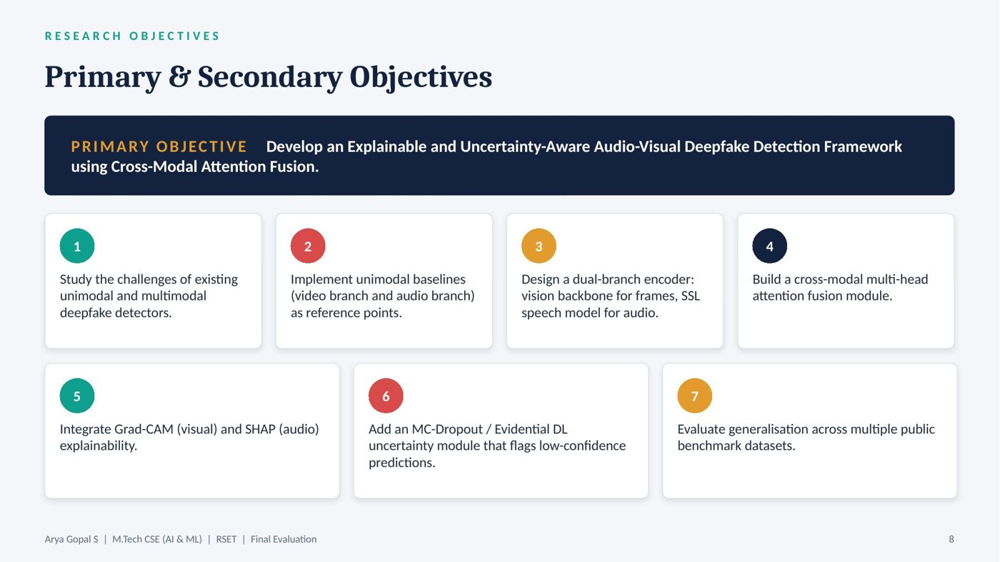 RESEARCH OBJECTIVES
Primary & Secondary Objectives
PRIMARY OBJECTIVE Develop an Explainable and Uncertainty-Aware Audio-Visual Deepfake Detection Framework
using Cross-Modal Attention Fusion.
1
Study the challenges of existing
unimodal and multimodal
deepfake detectors.
2
Implement unimodal baselines
(video branch and audio branch)
as reference points.
3
Design a dual-branch encoder:
vision backbone for frames, SSL
speech model for audio.
4
Build a cross-modal multi-head
attention fusion module.
5
Integrate Grad-CAM (visual) and SHAP (audio)
explainability.
6
Add an MC-Dropout / Evidential DL
uncertainty module that flags low-confidence
predictions.
7
Evaluate generalisation across multiple public
benchmark datasets.
Arya Gopal S | M.Tech CSE (AI & ML) | RSET | Final Evaluation
8